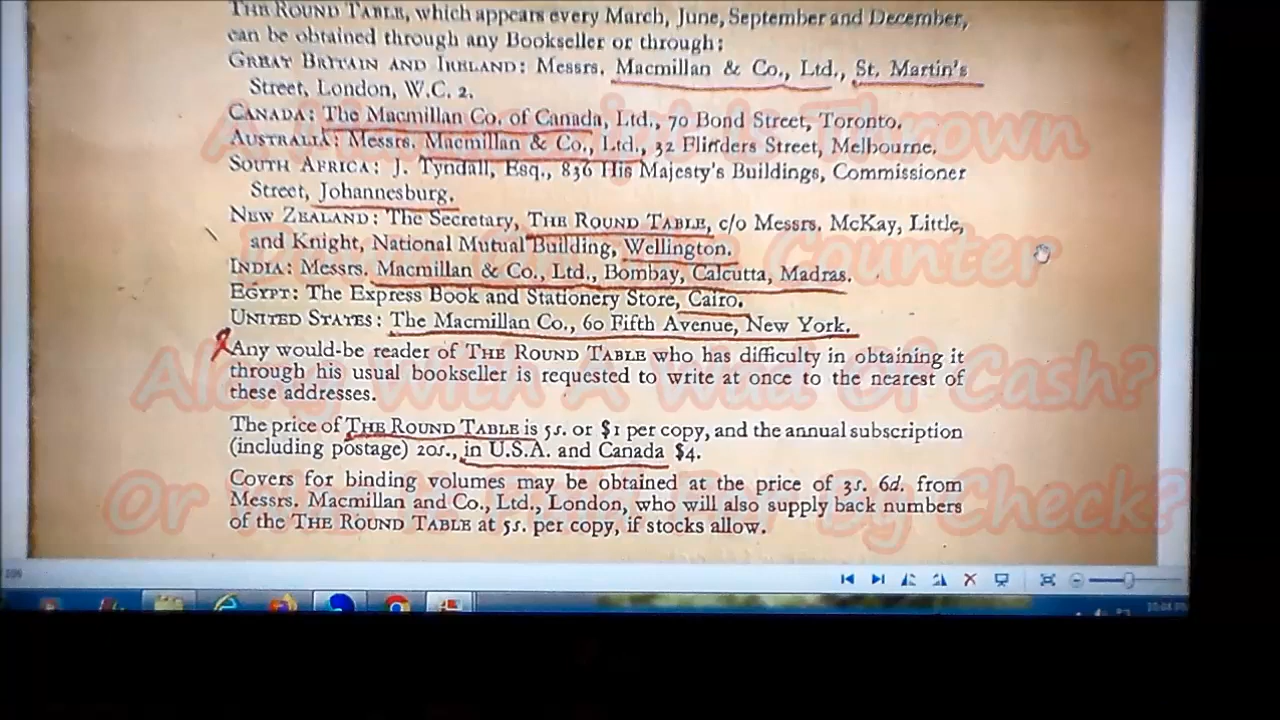 THE ROUND TABLE, which appears every March, June, September and December,
can be obtained through any Bookseller or through:
GREAT BRITAIN AND IRELAND: Messrs. Macmillan & Co., Ltd., St. Martin's
Street, London, W.C. 2.
CANADA: The Macmillan Co. of Canada, Ltd., 70 Bond Street, Toronto.
AUSTRALIA: Messrs. Macmillan & Co., Ltd., 32 Flinders Street, Melbourne.
SOUTH AFRICA: J. Tyndall, Esq., 836 His Majesty's Buildings, Commissioner
Street, Johannesburg.
NEW ZEALAND: The Secretary, THE ROUND TABLE, c/o Messrs. McKay, Little,
and Knight, National Mutual Building, Wellington.
INDIA: Messrs. Macmillan & Co., Ltd., Bombay, Calcutta, Madras.
EGYPT: The Express Book and Stationery Store, Cairo.
UNITED STATES: The Macmillan Co., 60 Fifth Avenue, New York.
Any would-be reader of THE ROUND TABLE who has difficulty in obtaining it
through his usual bookseller is requested to write at once to the nearest of
these addresses.
The price of THE ROUND TABLE is 5s. or $1 per copy, and the annual subscription
(including postage) 20s., in U.S.A. and Canada $4.
Covers for binding volumes may be obtained at the price of 3s. 6d. from
Messrs. Macmillan and Co., Ltd., London, who will also supply back numbers
of the THE ROUND TABLE at 5s. per copy, if stocks allow.
Thrown
Counter
Along With A Wad Of Cash?
Or By Check?